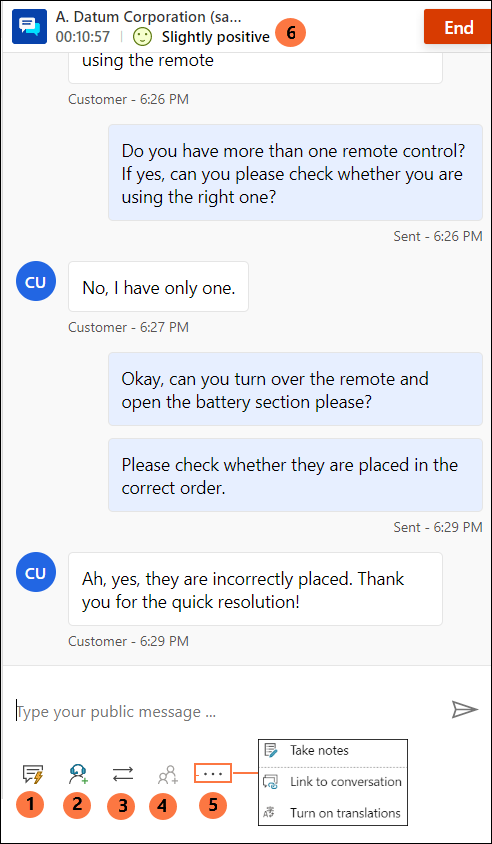 A. Datum Corporation (sa...
00:10:57 | Slightly positive 6
End
using the remote
Customer - 6:26 PM
Do you have more than one remote control?
If yes, can you please check whether you are
using the right one?
Sent - 6:26 PM
CU
No, I have only one.
Customer - 6:27 PM
Okay, can you turn over the remote and
open the battery section please?
Please check whether they are placed in the
correct order.
Sent - 6:29 PM
CU
Ah, yes, they are incorrectly placed. Thank
you for the quick resolution!
Customer - 6:29 PM
Type your public message ...
Take notes
Link to conversation
Turn on translations
1 2 3 4 5